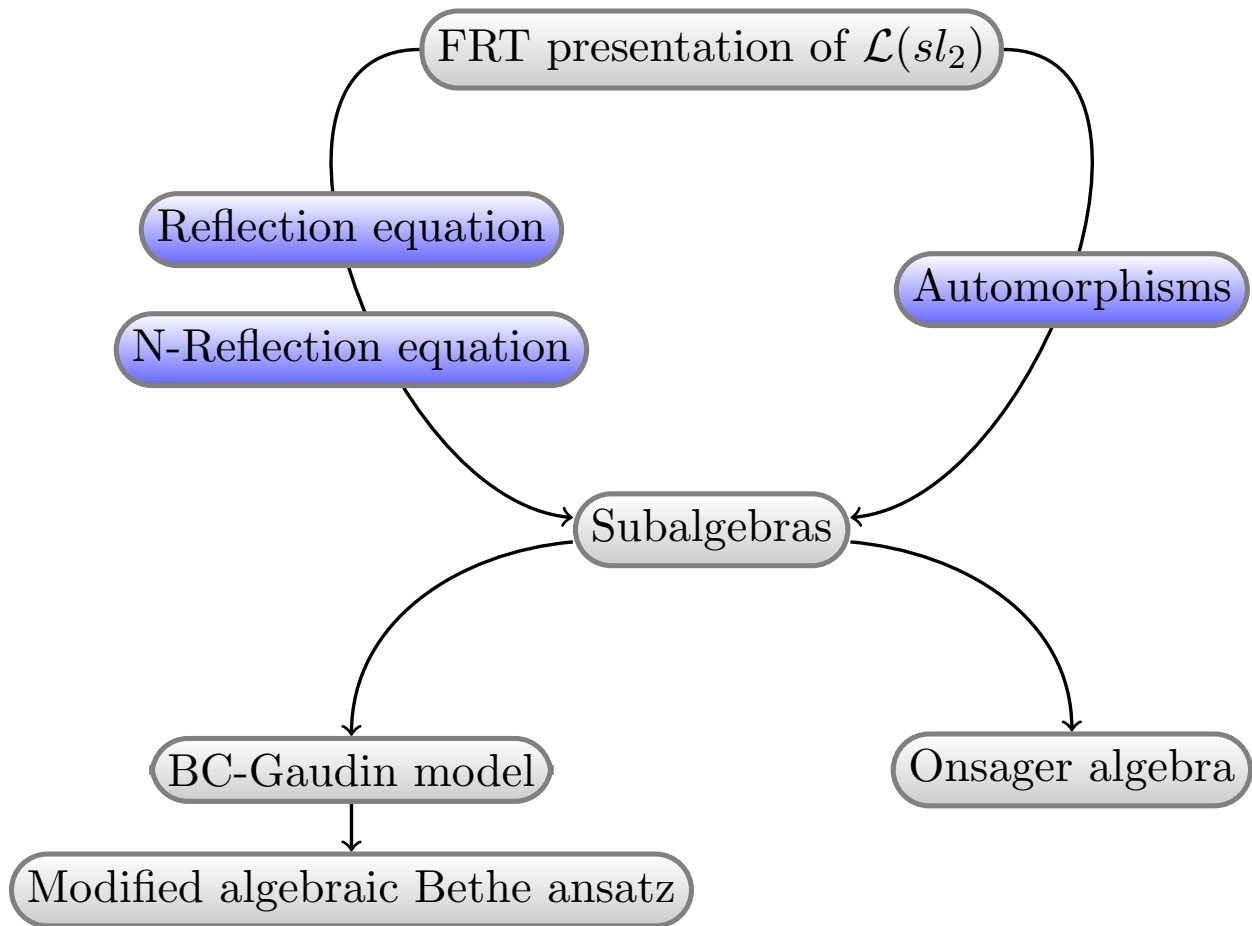 FRT presentation of 𝓛(sl₂)
Reflection equation
Automorphisms
N-Reflection equation
Subalgebras
BC-Gaudin model
Onsager algebra
Modified algebraic Bethe ansatz